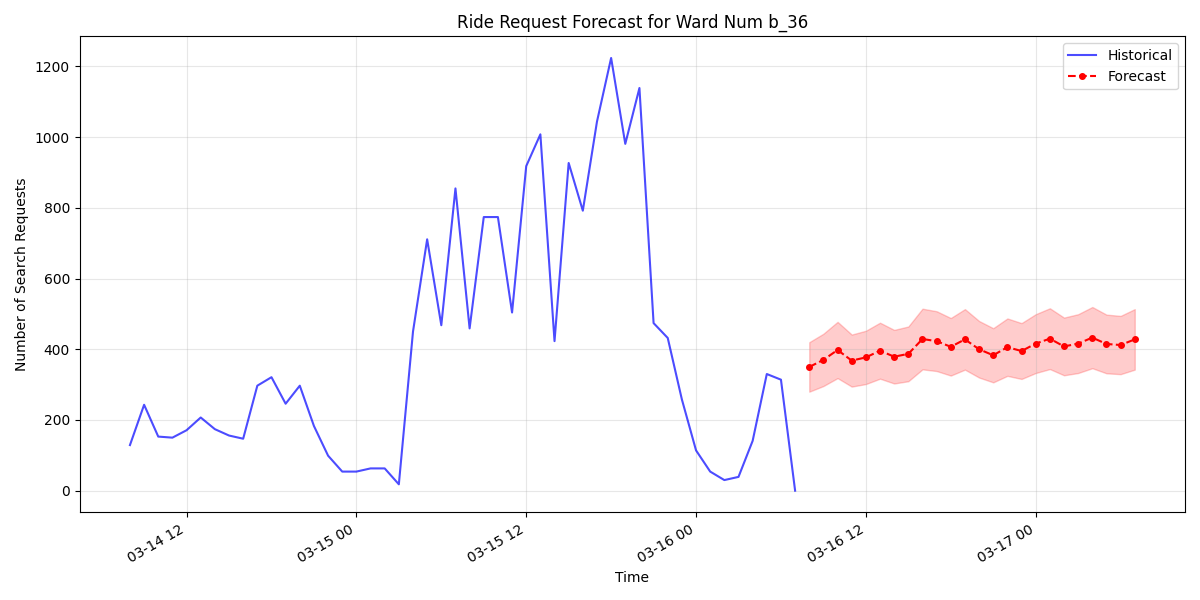 Ride Request Forecast for Ward Num b_36
Historical
Forecast
Number of Search Requests
1200
1000
800
600
400
200
0
03-14 12
03-15 00
03-15 12
03-16 00
03-16 12
03-17 00
Time